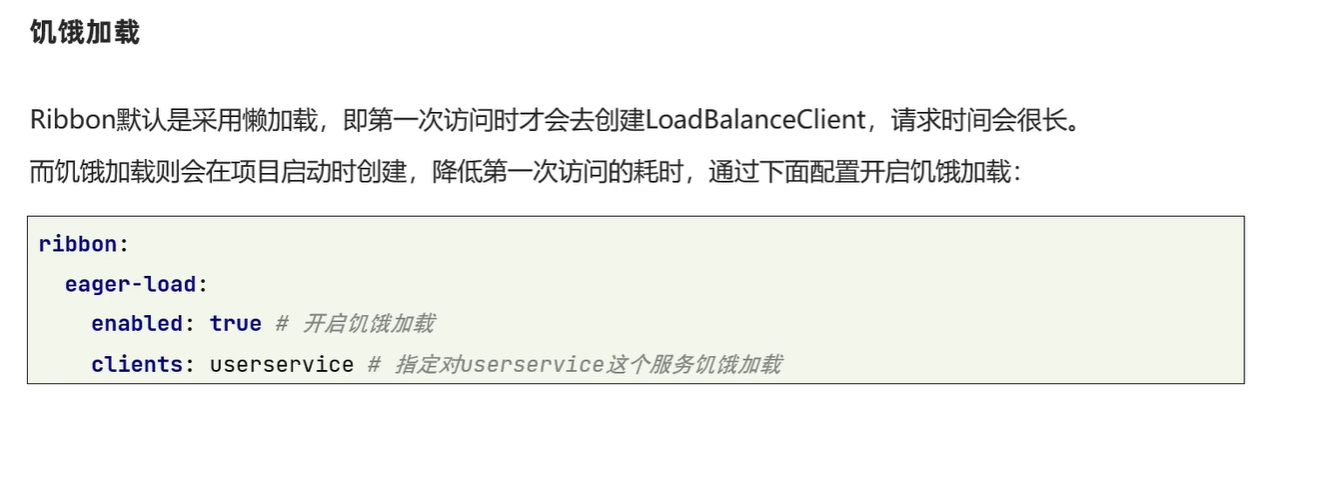 饥饿加载
Ribbon默认是采用懒加载，即第一次访问时才会去创建LoadBalanceClient，请求时间会很长。
而饥饿加载则会在项目启动时创建，降低第一次访问的耗时，通过下面配置开启饥饿加载：
ribbon:
  eager-load:
    enabled: true # 开启饥饿加载
    clients: userservice # 指定对userservice这个服务饥饿加载